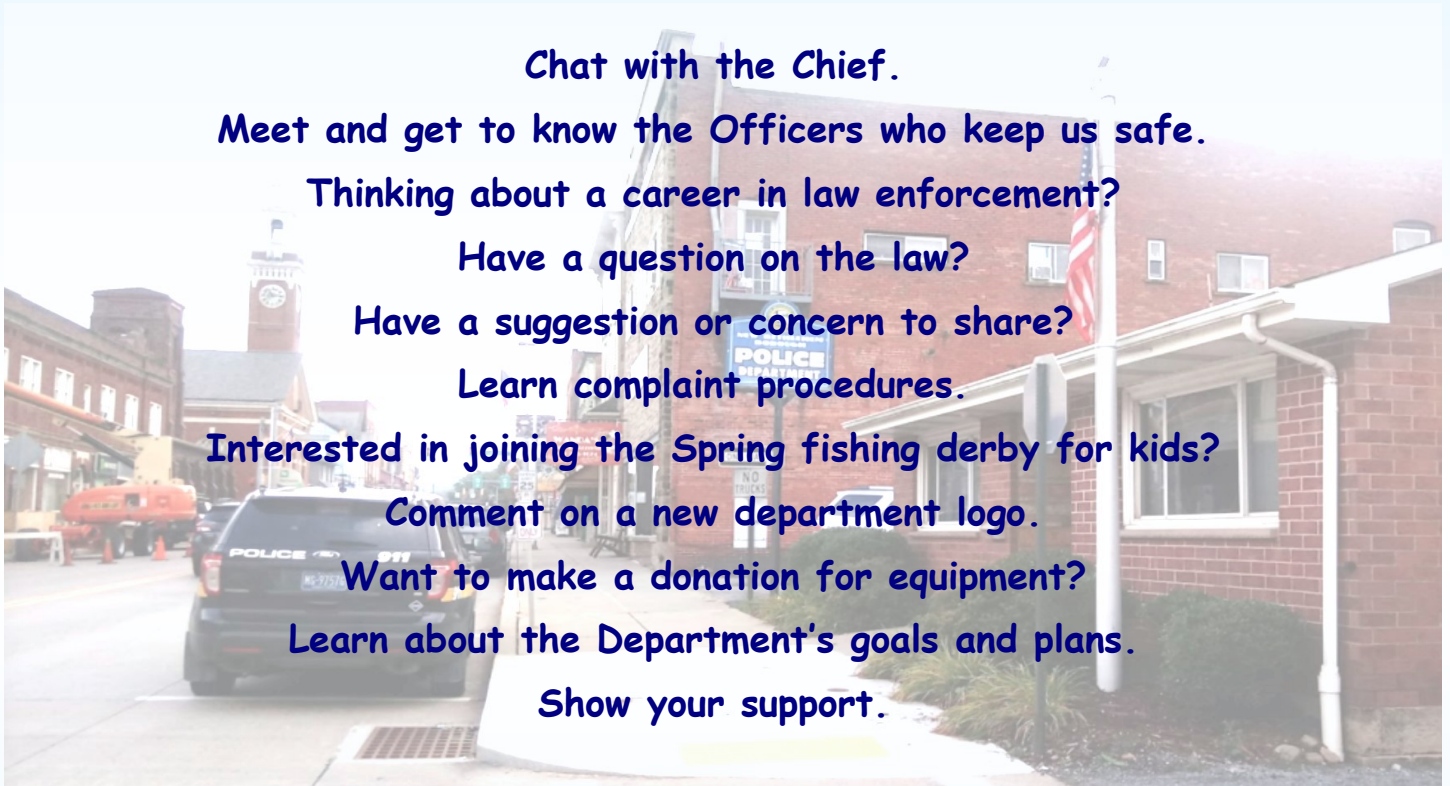 Chat with the Chief.
Meet and get to know the Officers who keep us safe.
Thinking about a career in law enforcement?
Have a question on the law?
Have a suggestion or concern to share?
POLICE
DEPARTMENT
Learn complaint procedures.
Interested in joining the Spring fishing derby for kids?
NO
TRUCKS
25
Comment on a new department logo.
POLICE 911
Want to make a donation for equipment?
Learn about the Department's goals and plans.
Show your support.